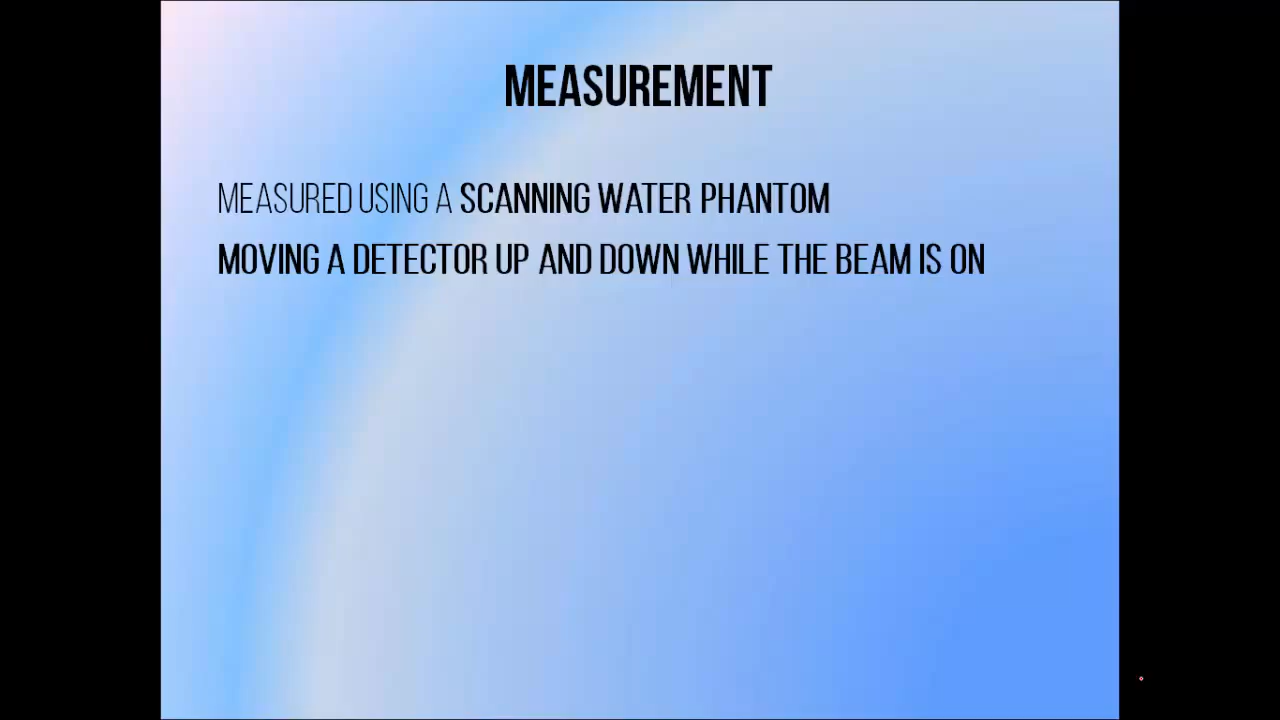 MEASUREMENT
MEASURED USING A SCANNING WATER PHANTOM
MOVING A DETECTOR UP AND DOWN WHILE THE BEAM IS ON